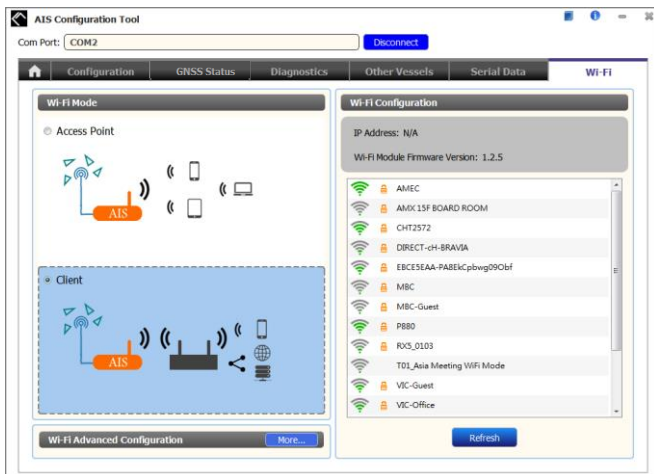 AIS Configuration Tool
Com Port: COM2 Disconnect
Configuration GNSS Status Diagnostics Other Vessels Serial Data Wi-Fi
Wi-Fi Mode
Access Point
AIS
Client
AIS
Wi-Fi Advanced Configuration More...
Wi-Fi Configuration
IP Address: N/A
Wi-Fi Module Firmware Version: 1.2.5
AMEC
AMX 15F BOARD ROOM
CHT2572
DIRECT-cH-BRAVIA
EBCE5EAA-PABEkCpbwg09Obf
MBC
MBC-Guest
P880
RX5_0103
T01_Asia Meeting WiFi Mode
VIC-Guest
VIC-Office
Refresh